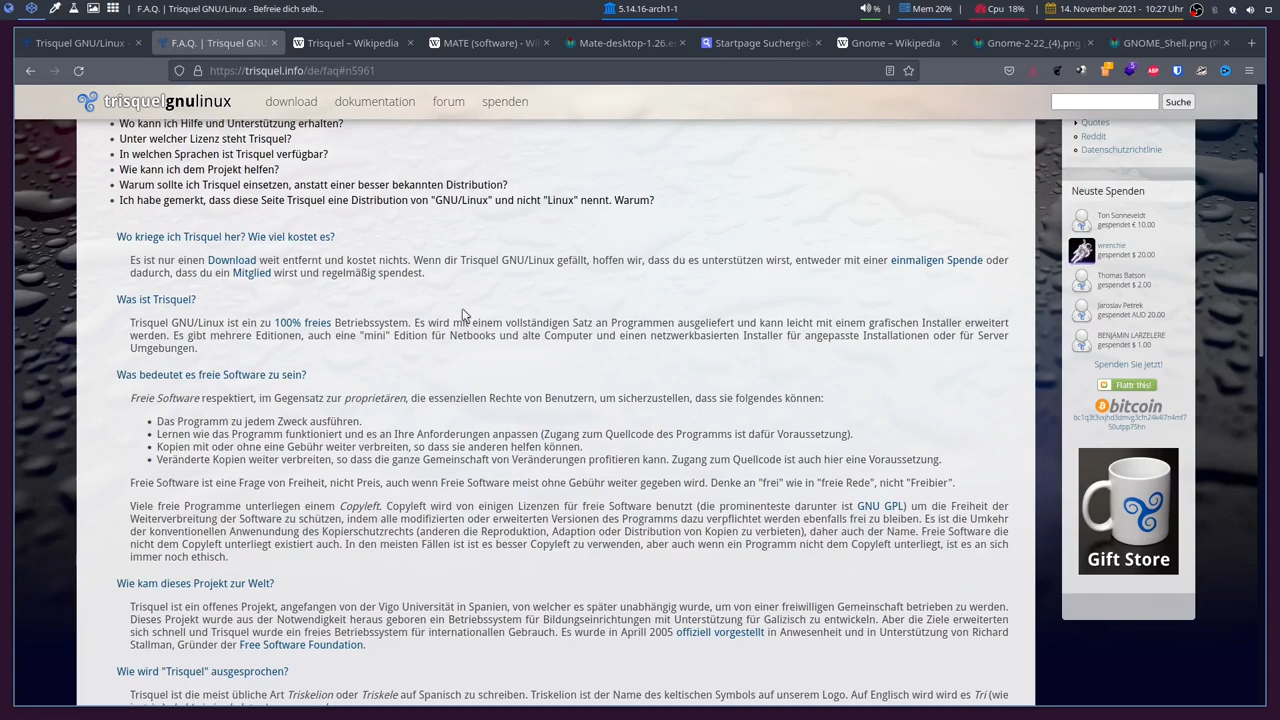 F.A.Q. | Trisquel GNU/Linux - Befreie dich selb...
5.14.16-arch1-1
%
Mem 20%
Cpu 18%
14. November 2021 - 10:27 Uhr
Trisquel GNU/Linux -
F.A.Q. | Trisquel GNU
Trisquel – Wikipedia
MATE (software) - Wi
Mate-desktop-1.26.e
Startpage Suchergeb
Gnome – Wikipedia
Gnome-2-22_(4).png
GNOME_Shell.png (P
https://trisquel.info/de/faq#n5961
trisquelgnulinux
download
dokumentation
forum
spenden
Suche
Wo kann ich Hilfe und Unterstützung erhalten?
Unter welcher Lizenz steht Trisquel?
In welchen Sprachen ist Trisquel verfügbar?
Wie kann ich dem Projekt helfen?
Warum sollte ich Trisquel einsetzen, anstatt einer besser bekannten Distribution?
Ich habe gemerkt, dass diese Seite Trisquel eine Distribution von "GNU/Linux" und nicht "Linux" nennt. Warum?
Wo kriege ich Trisquel her? Wie viel kostet es?
Es ist nur einen Download weit entfernt und kostet nichts. Wenn dir Trisquel GNU/Linux gefällt, hoffen wir, dass du es unterstützen wirst, entweder mit einer einmaligen Spende oder
dadurch, dass du ein Mitglied wirst und regelmäßig spendest.
Was ist Trisquel?
Trisquel GNU/Linux ist ein zu 100% freies Betriebssystem. Es wird mit einem vollständigen Satz an Programmen ausgeliefert und kann leicht mit einem grafischen Installer erweitert
werden. Es gibt mehrere Editionen, auch eine "mini" Edition für Netbooks und alte Computer und einen netzwerkbasierten Installer für angepasste Installationen oder für Server
Umgebungen.
Was bedeutet es freie Software zu sein?
Freie Software respektiert, im Gegensatz zur proprietären, die essenziellen Rechte von Benutzern, um sicherzustellen, dass sie folgendes können:
Das Programm zu jedem Zweck ausführen.
Lernen wie das Programm funktioniert und es an Ihre Anforderungen anpassen (Zugang zum Quellcode des Programms ist dafür Voraussetzung).
Kopien mit oder ohne eine Gebühr weiter verbreiten, so dass sie anderen helfen können.
Veränderte Kopien weiter verbreiten, so dass die ganze Gemeinschaft von Veränderungen profitieren kann. Zugang zum Quellcode ist auch hier eine Voraussetzung.
Freie Software ist eine Frage von Freiheit, nicht Preis, auch wenn Freie Software meist ohne Gebühr weiter gegeben wird. Denke an "frei" wie in "freie Rede", nicht "Freibier".
Viele freie Programme unterliegen einem Copyleft. Copyleft wird von einigen Lizenzen für freie Software benutzt (die prominenteste darunter ist GNU GPL) um die Freiheit der
Weiterverbreitung der Software zu schützen, indem alle modifizierten oder erweiterten Versionen des Programms dazu verpflichtet werden ebenfalls frei zu bleiben. Es ist die Umkehr
der konventionellen Anwenundung des Kopierschutzrechts (anderen die Reproduktion, Adaption oder Distribution von Kopien zu verbieten), daher auch der Name. Freie Software die
nicht dem Copyleft unterliegt existiert auch. In den meisten Fällen ist ist es besser Copyleft zu verwenden, aber auch wenn ein Programm nicht dem Copyleft unterliegt, ist es an sich
immer noch ethisch.
Wie kam dieses Projekt zur Welt?
Trisquel ist ein offenes Projekt, angefangen von der Vigo Universität in Spanien, von welcher es später unabhängig wurde, um von einer freiwilligen Gemeinschaft betrieben zu werden.
Dieses Projekt wurde aus der Notwendigkeit heraus geboren ein Betriebssystem für Bildungseinrichtungen mit Unterstützung für Galizisch zu entwickeln. Aber die Ziele erweiterten
sich schnell und Trisquel wurde ein freies Betriebssystem für internationallen Gebrauch. Es wurde in Aprill 2005 offiziell vorgestellt in Anwesenheit und in Unterstützung von Richard
Stallman, Gründer der Free Software Foundation.
Wie wird "Trisquel" ausgesprochen?
Trisquel ist die meist übliche Art Triskelion oder Triskele auf Spanisch zu schreiben. Triskelion ist der Name des keltischen Symbols auf unserem Logo. Auf Englisch wird wird es Tri (wie
Quotes
Reddit
Datenschutzrichtlinie
Neuste Spenden
Ton Sonneveldt
gespendet € 10.00
wrenchie
gespendet $ 20.00
Thomas Batson
gespendet $ 2.00
Jaroslav Petrek
gespendet AUD 20.00
BENJAMIN LARZELERE
gespendet $ 1.00
Spenden Sie jetzt!
Flattr this!
bitcoin
Gift Store